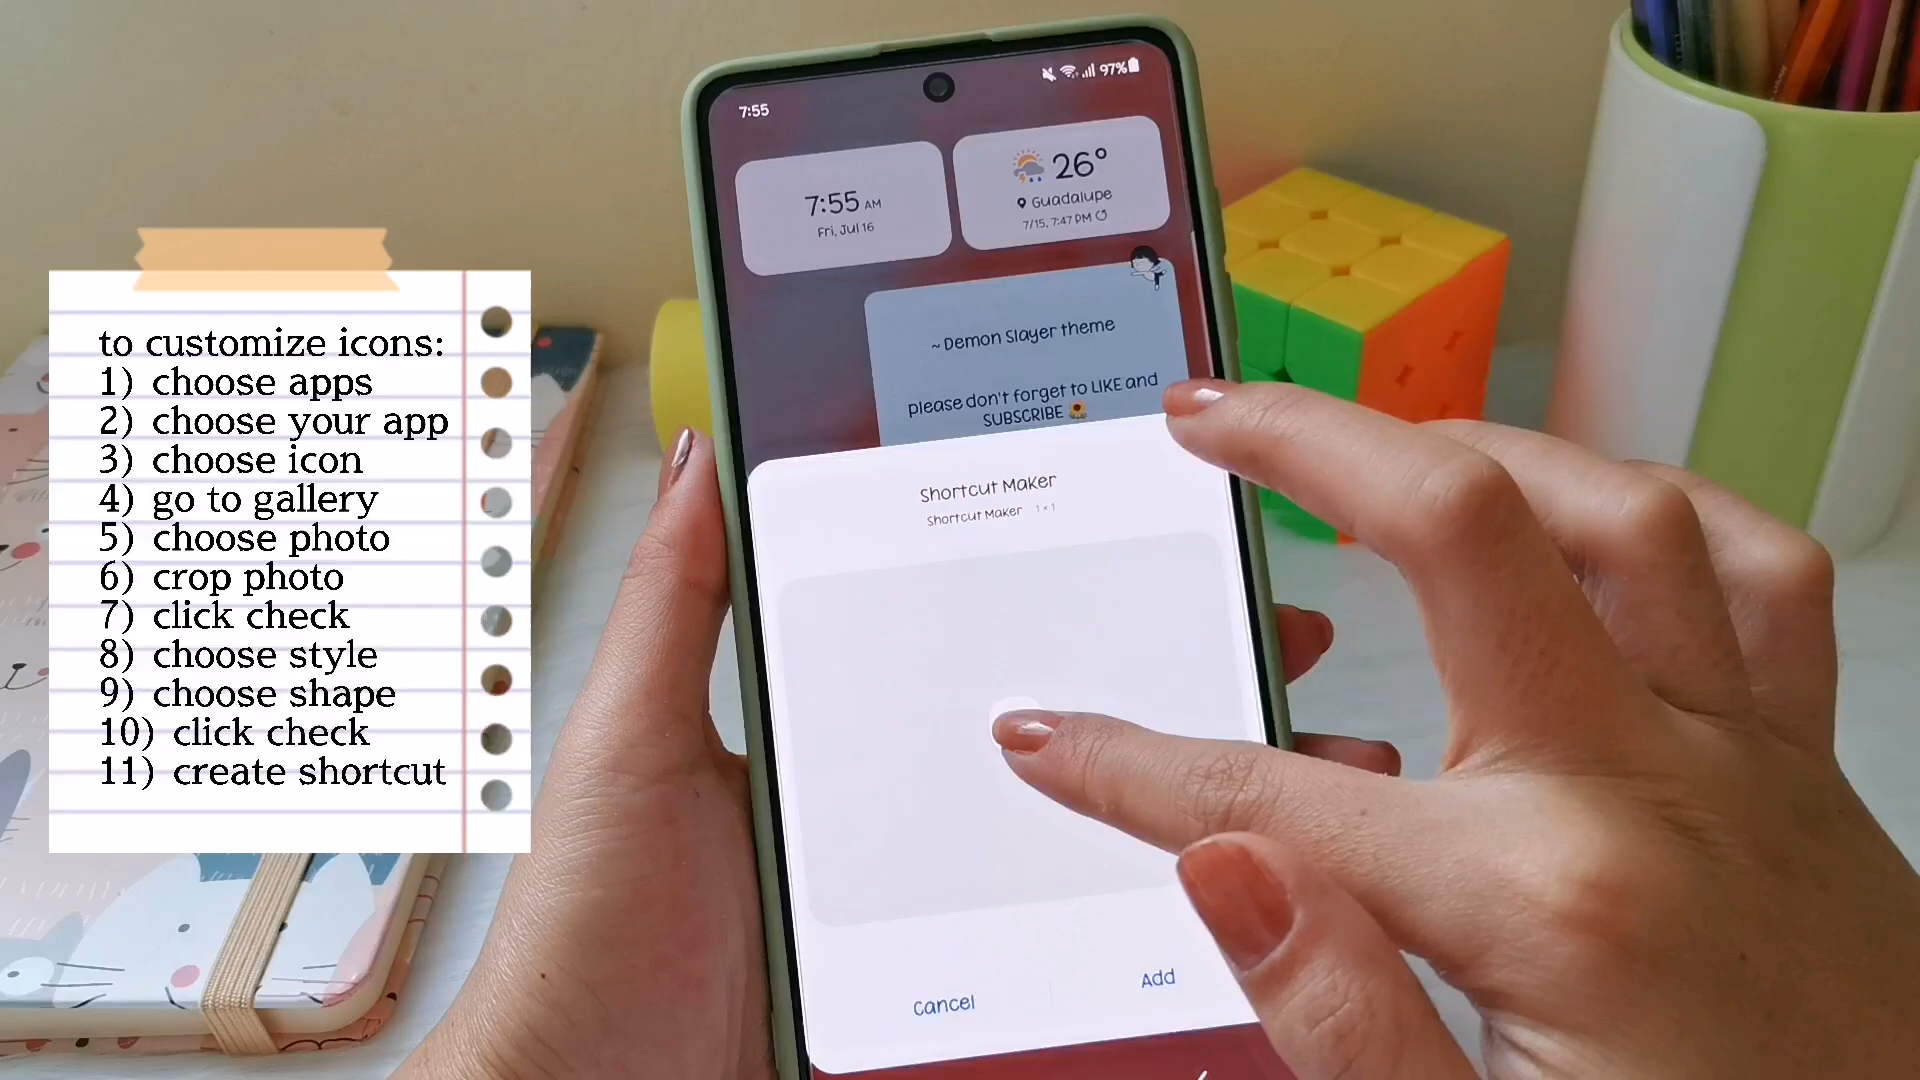 to customize icons:
1) choose apps
2) choose your app
3) choose icon
4) go to gallery
5) choose photo
6) crop photo
7) click check
8) choose style
9) choose shape
10) click check
11) create shortcut
7:55
97%
7:55 AM
Fri, Jul 16
26°
Guadalupe
7/15, 7:47 PM
~ Demon Slayer theme
please don't forget to LIKE and
SUBSCRIBE
Shortcut Maker
Shortcut Maker 1 × 1
Cancel
Add